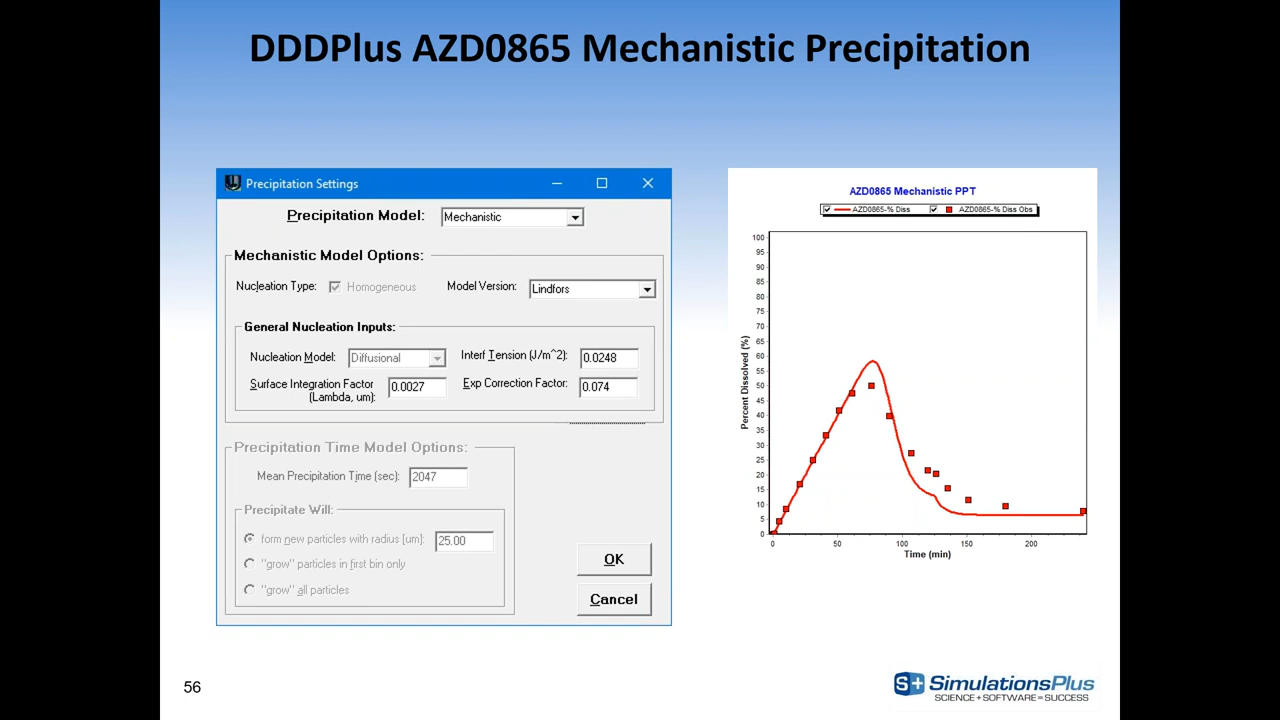 DDDPlus AZD0865 Mechanistic Precipitation
Precipitation Settings
Precipitation Model: Mechanistic
Mechanistic Model Options:
Nucleation Type: Homogeneous Model Version: Lindfors
General Nucleation Inputs:
Nucleation Model: Diffusional Interf Tension (J/m^2): 0.0248
Surface Integration Factor (Lambda, um): 0.0027 Exp Correction Factor: 0.074
Precipitation Time Model Options:
Mean Precipitation Time (sec): 2047
Precipitate Will:
form new particles with radius [um]: 25.00
"grow" particles in first bin only
"grow" all particles
OK
Cancel
AZD0865 Mechanistic PPT
AZD0865-% Diss AZD0865-% Diss Obs
Percent Dissolved (%)
100
95
90
85
80
75
70
65
60
55
50
45
40
35
30
25
20
15
10
5
0
0 50 100 150 200
Time (min)
56
S+ SimulationsPlus
SCIENCE + SOFTWARE = SUCCESS